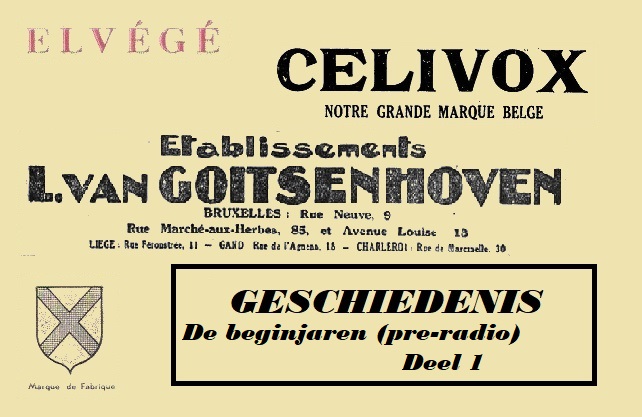 ELVÉGÉ
CELIVOX
NOTRE GRANDE MARQUE BELGE
Etablissements
L. VAN GOITSENHOVEN
BRUXELLES: Rue Neuve, 9
Rue Marché-aux-Herbes, 85, et Avenue Louise 13
LIEGE: Rue Féronstrée, 11 — GAND Rue de l'Agneau, 18 — CHARLEROI: Rue de Marcinelle, 30
GESCHIEDENIS
De beginjaren (pre-radio)
Deel 1
Marque de Fabrique